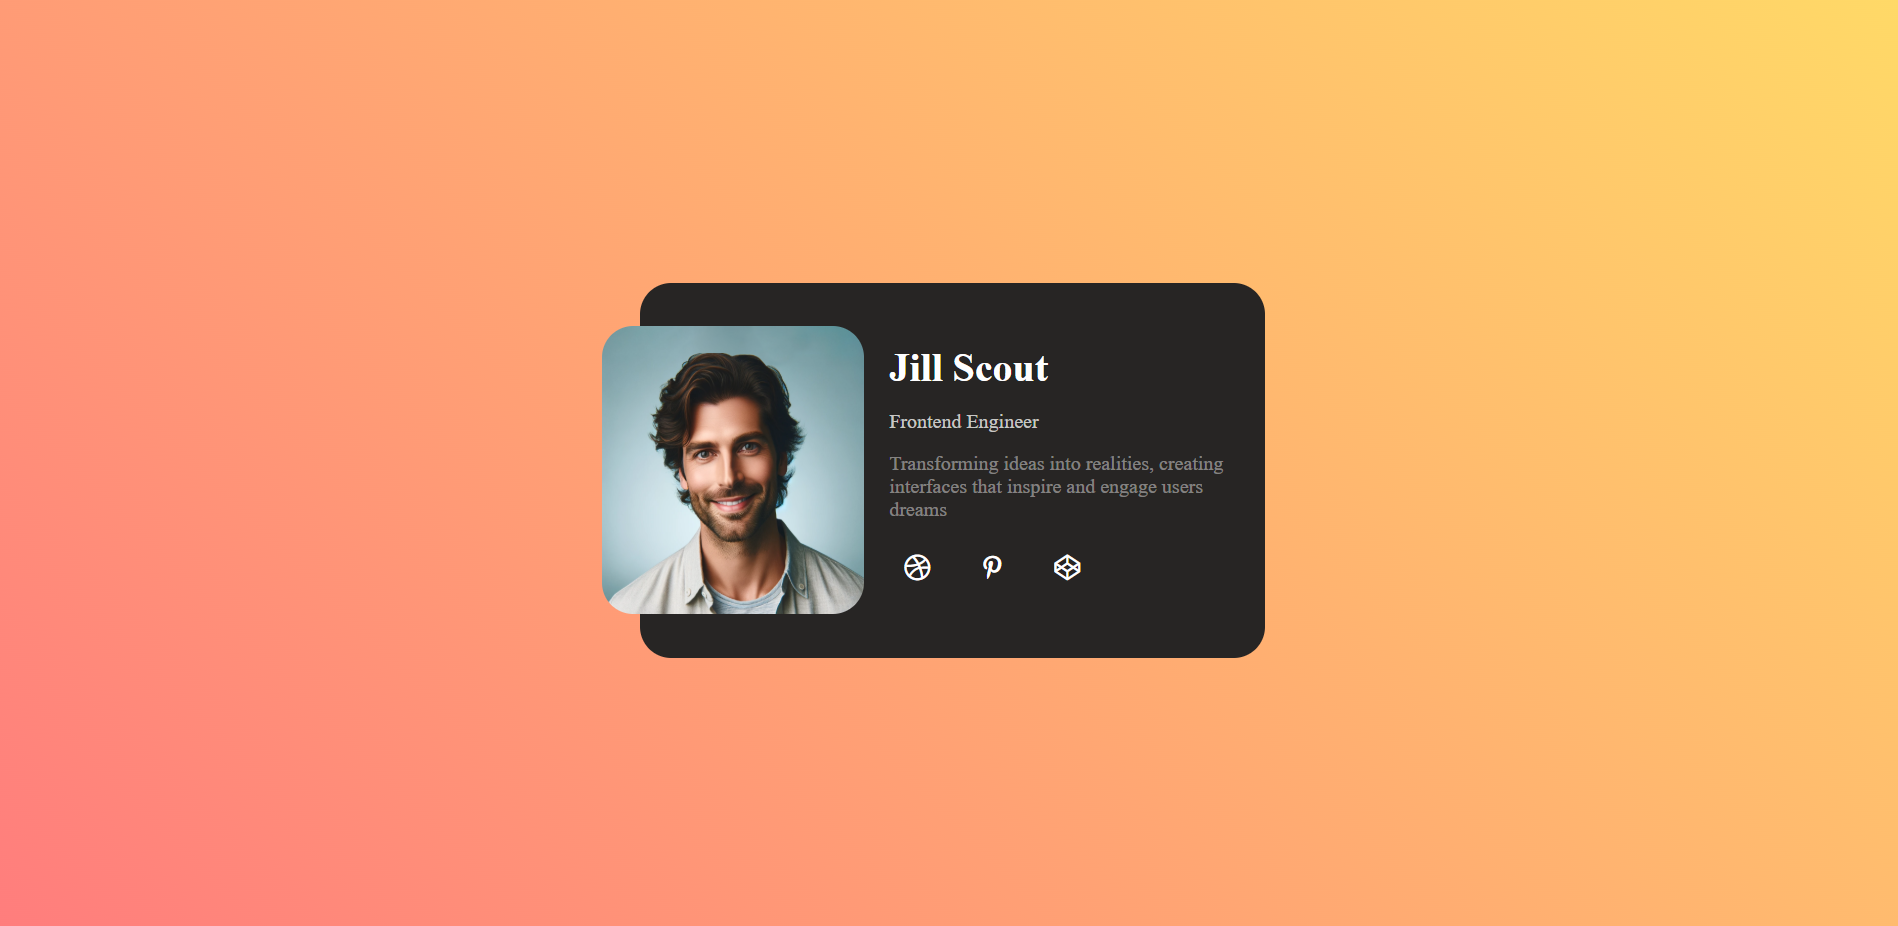 Jill Scout
Frontend Engineer
Transforming ideas into realities, creating
interfaces that inspire and engage users
dreams